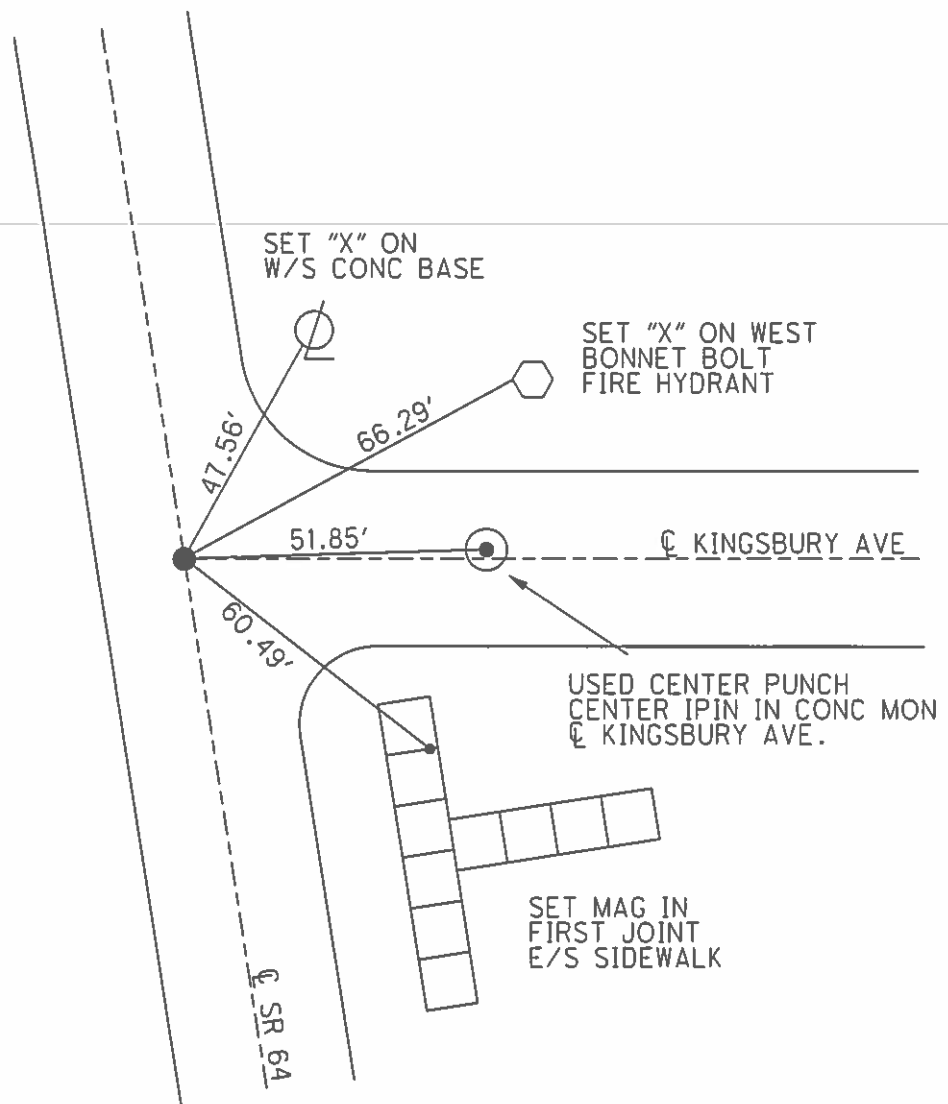 SET "X" ON
W/S CONC BASE
SET "X" ON WEST
BONNET BOLT
FIRE HYDRANT
47.56'
66.29'
51.85'
℄ KINGSBURY AVE
60.49'
USED CENTER PUNCH
CENTER IPIN IN CONC MON
℄ KINGSBURY AVE.
SET MAG IN
FIRST JOINT
E/S SIDEWALK
℄ SR 64